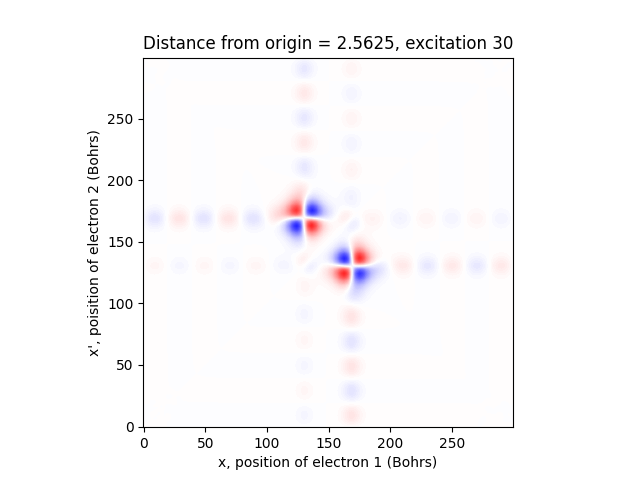 Distance from origin = 2.5625, excitation 30
250
200
150
100
50
0
x', poisition of electron 2 (Bohrs)
0 50 100 150 200 250
x, position of electron 1 (Bohrs)